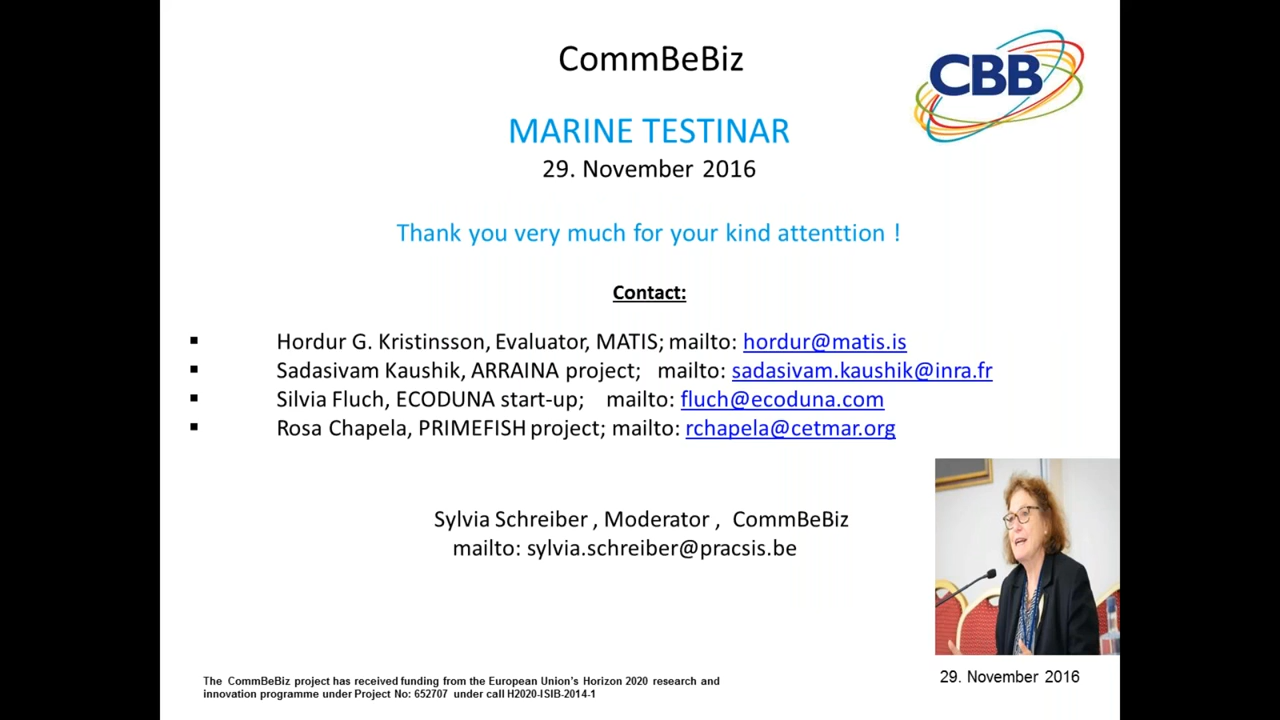 CommBeBiz
CBB
MARINE TESTINAR
29. November 2016
Thank you very much for your kind attenttion !
Contact:
▪ Hordur G. Kristinsson, Evaluator, MATIS; mailto: hordur@matis.is
▪ Sadasivam Kaushik, ARRAINA project; mailto: sadasivam.kaushik@inra.fr
▪ Silvia Fluch, ECODUNA start-up; mailto: fluch@ecoduna.com
▪ Rosa Chapela, PRIMEFISH project; mailto: rchapela@cetmar.org
Sylvia Schreiber , Moderator , CommBeBiz
mailto: sylvia.schreiber@pracsis.be
The CommBeBiz project has received funding from the European Union's Horizon 2020 research and
innovation programme under Project No: 652707 under call H2020-ISIB-2014-1
29. November 2016